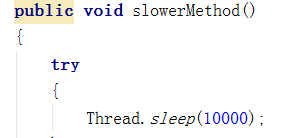 public void slowerMethod()
{
try
{
Thread.sleep(10000);